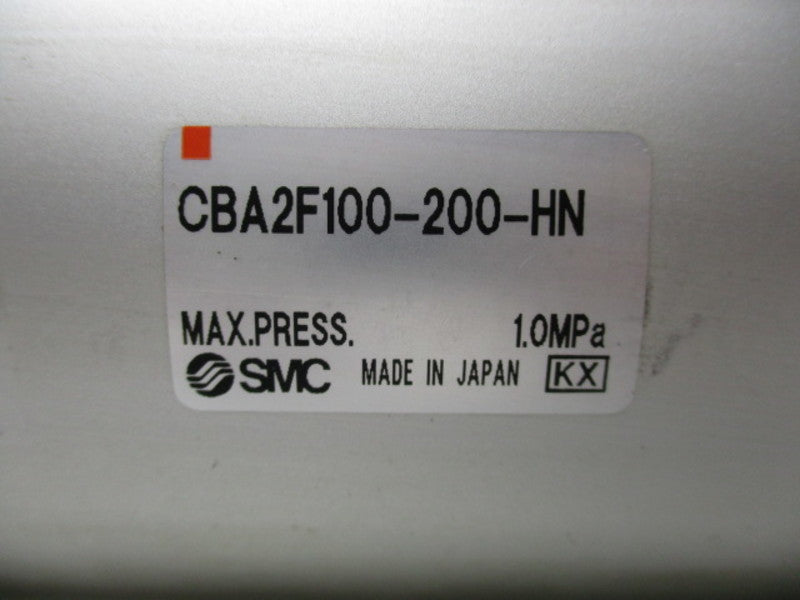 CBA2F100-200-HN
MAX.PRESS. 1.0MPa
SMC MADE IN JAPAN KX